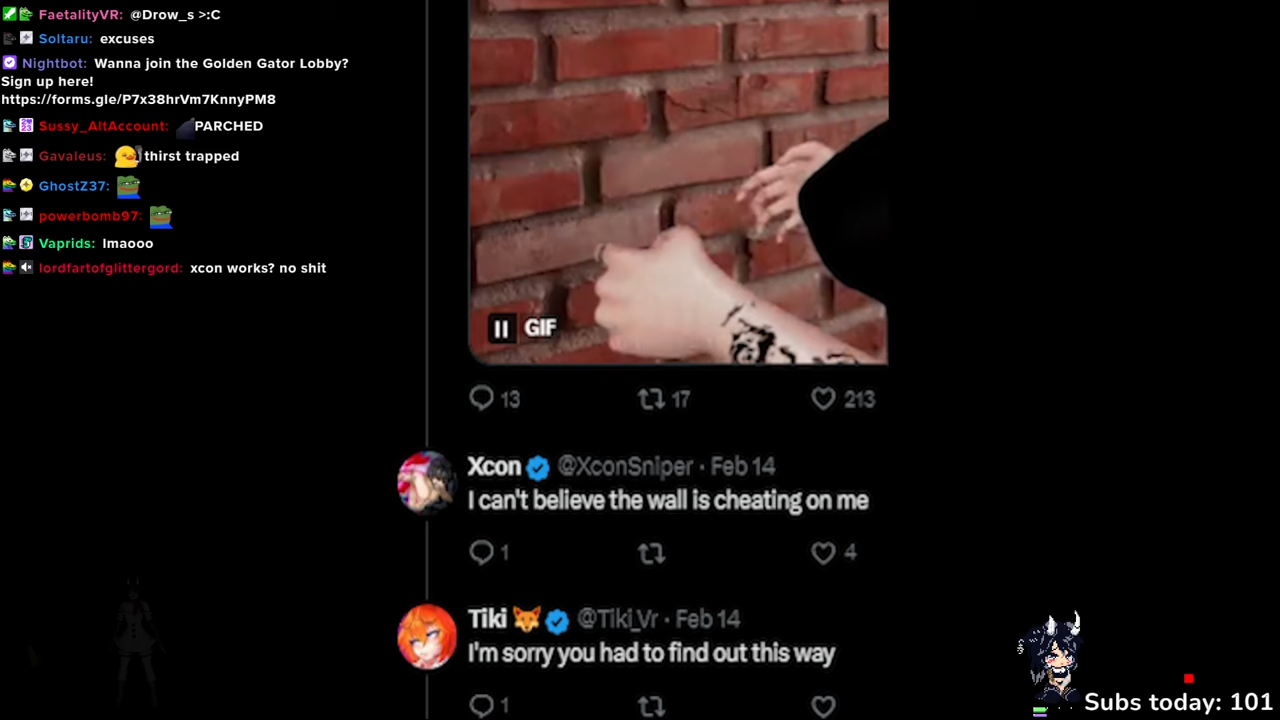 FaetalityVR: @Drow_s >:C
Soltaru: excuses
Nightbot: Wanna join the Golden Gator Lobby?
Sign up here!
https://forms.gle/P7x38hrVm7KnnyPM8
Sussy_AltAccount: PARCHED
Gavaleus: thirst trapped
GhostZ37:
powerbomb97:
Vaprids: lmaooo
lordfartofglittergord: xcon works? no shit
GIF
13 17 213
Xcon @XconSniper · Feb 14
I can't believe the wall is cheating on me
1 4
Tiki @Tiki_Vr · Feb 14
I'm sorry you had to find out this way
1
Subs today: 101